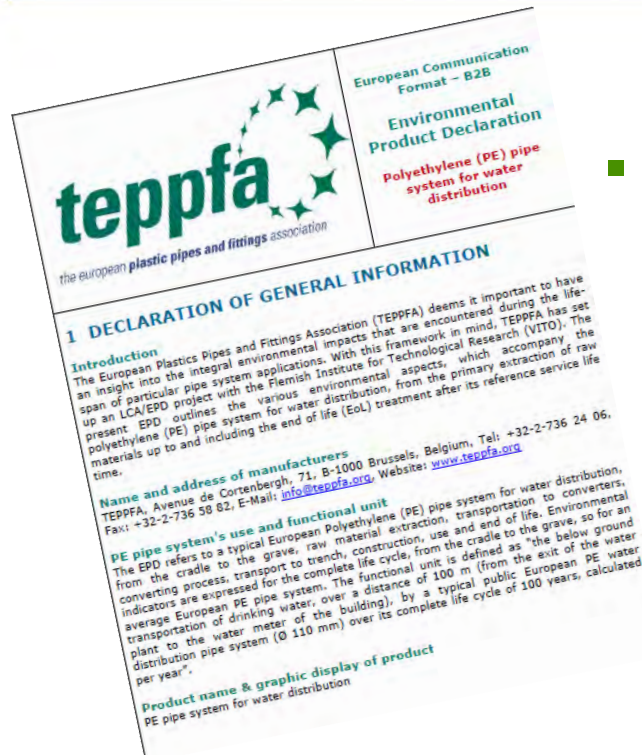 teppfa
the european plastic pipes and fittings association
European Communication
Format – B2B
Environmental
Product Declaration
Polyethylene (PE) pipe
system for water
distribution
1 DECLARATION OF GENERAL INFORMATION
Introduction
The European Plastics Pipes and Fittings Association (TEPPFA) deems it important to have
an insight into the integral environmental impacts that are encountered during the life-
span of particular pipe system applications. With this framework in mind, TEPPFA has set
up an LCA/EPD project with the Flemish Institute for Technological Research (VITO). The
present EPD outlines the various environmental aspects, which accompany the
polyethylene (PE) pipe system for water distribution, from the primary extraction of raw
materials up to and including the end of life (EoL) treatment after its reference service life
time.
Name and address of manufacturers
TEPPFA, Avenue de Cortenbergh, 71, B-1000 Brussels, Belgium, Tel: +32-2-736 24 06,
Fax: +32-2-736 58 82, E-Mail: info@teppfa.org, Website: www.teppfa.org
PE pipe system's use and functional unit
The EPD refers to a typical European Polyethylene (PE) pipe system for water distribution,
from the cradle to the grave, raw material extraction, transportation to converters,
converting process, transport to trench, construction, use and end of life. Environmental
indicators are expressed for the complete life cycle, from the cradle to the grave, so for an
average European PE pipe system. The functional unit is defined as "the below ground
transportation of drinking water, over a distance of 100 m (from the exit of the water
plant to the water meter of the building), by a typical public European PE water
distribution pipe system (Ø 110 mm) over its complete life cycle of 100 years, calculated
per year".
Product name & graphic display of product
PE pipe system for water distribution